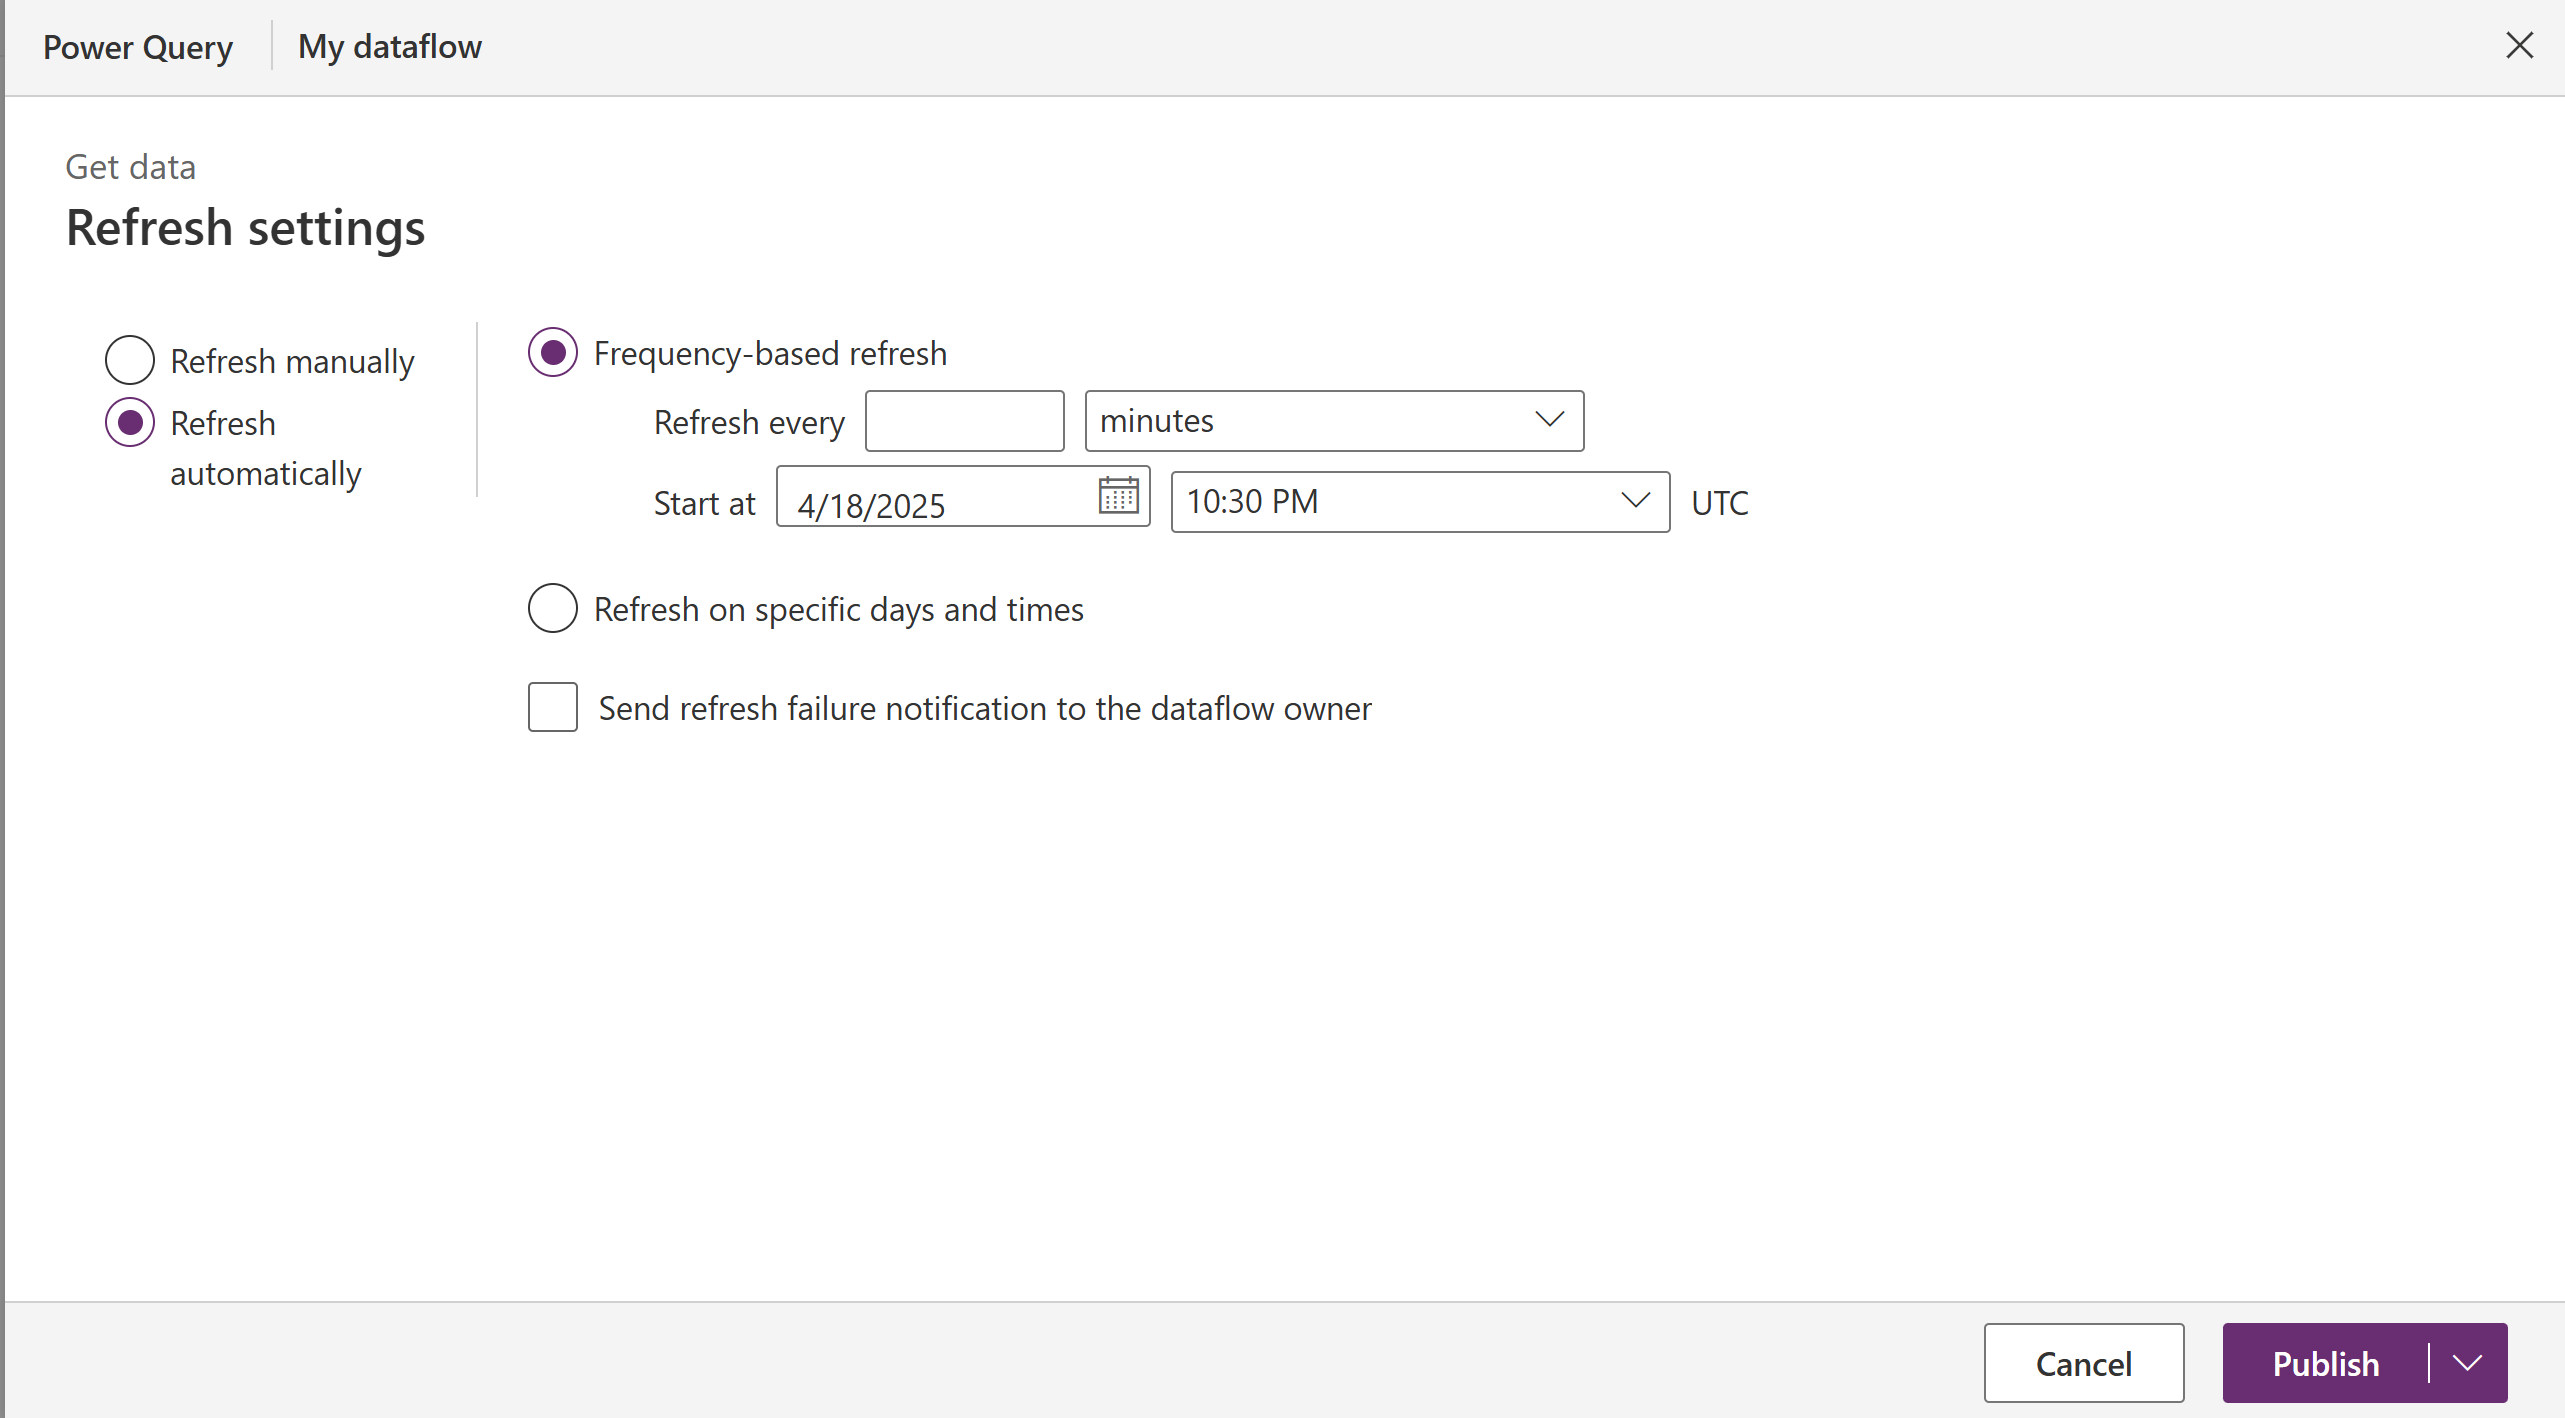 Power Query
My dataflow
Get data
Refresh settings
Refresh manually
Refresh
automatically
Frequency-based refresh
Refresh every
minutes
Start at
4/18/2025
10:30 PM
UTC
Refresh on specific days and times
Send refresh failure notification to the dataflow owner
Cancel
Publish